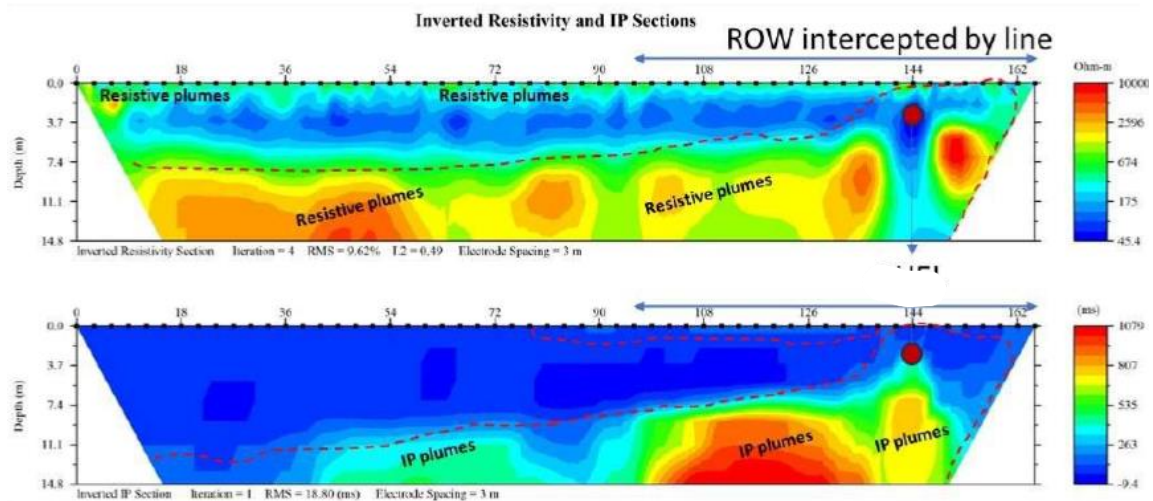 Inverted Resistivity and IP Sections
ROW intercepted by line
0 18 36 54 72 90 108 126 144 162
Ohm-m
0.0
3.7
7.4
11.1
14.8
Depth (m)
Resistive plumes
Resistive plumes
Resistive plumes
Resistive plumes
10000
2596
674
175
45.4
Inverted Resistivity Section Iteration = 4 RMS = 9.62% L2 = 0.49 Electrode Spacing = 3 m
0 18 36 54 72 90 108 126 144 162
(ms)
0.0
3.7
7.4
11.1
14.8
Depth (m)
IP plumes
IP plumes
IP plumes
1079
807
535
263
-9.4
Inverted IP Section Iteration = 1 RMS = 18.80 (ms) Electrode Spacing = 3 m